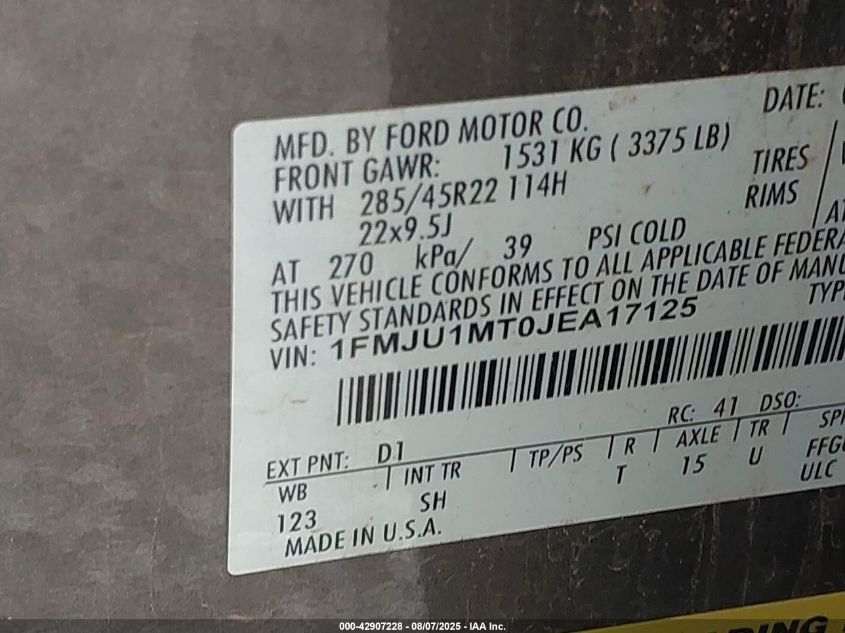 DATE:
MFD. BY FORD MOTOR CO.
FRONT GAWR: 1531 KG ( 3375 LB)
WITH 285/45R22 114H TIRES
22x9.5J RIMS
AT 270 kPa/ 39 PSI COLD
THIS VEHICLE CONFORMS TO ALL APPLICABLE FEDERA
SAFETY STANDARDS IN EFFECT ON THE DATE OF MANU
VIN: 1FMJU1MT0JEA17125 TYP
EXT PNT: D1 RC: 41 DSO:
WB INT TR TP/PS R AXLE TR SP
123 SH T 15 U FFG
ULC
MADE IN U.S.A.
000-42907228 - 08/07/2025 - IAA Inc.